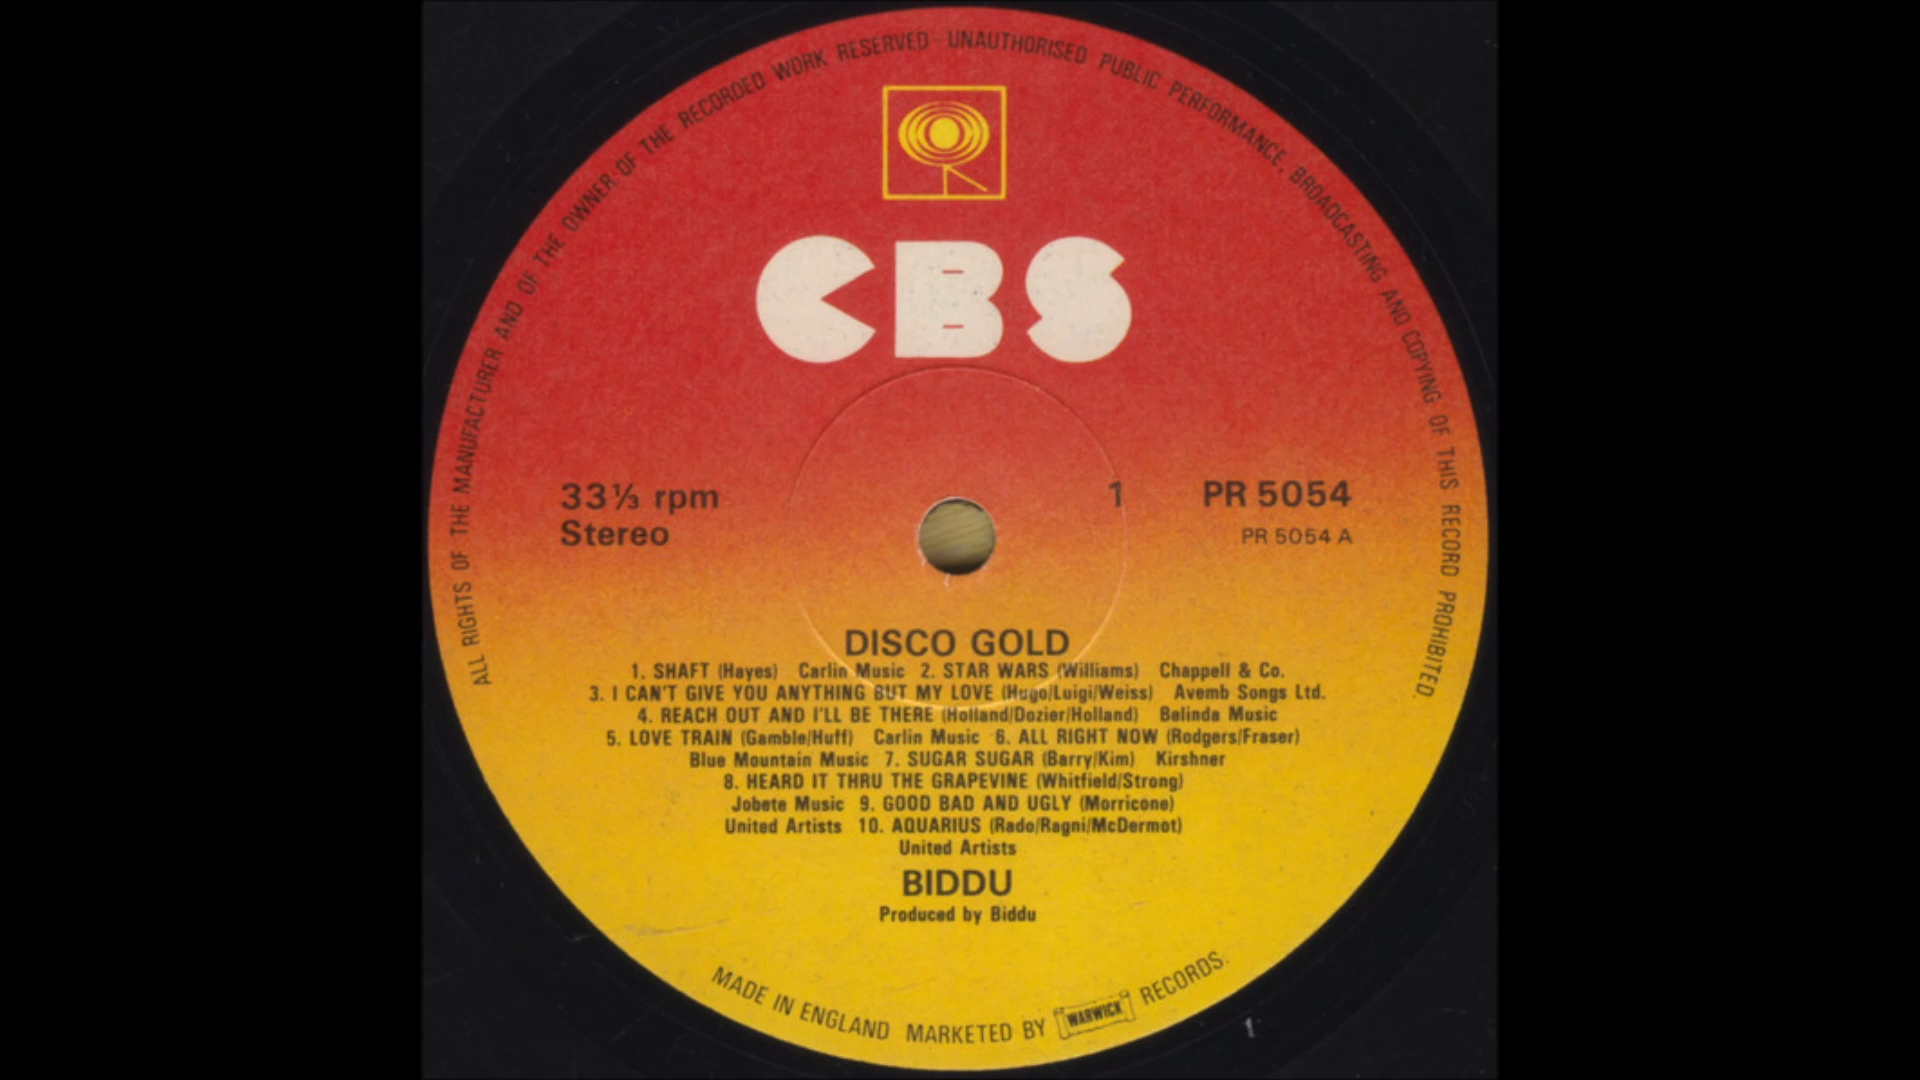 ALL RIGHTS OF THE MANUFACTURER AND OF THE OWNER OF THE RECORDED WORK RESERVED UNAUTHORISED PUBLIC PERFORMANCE, BROADCASTING AND COPYING OF THIS RECORD PROHIBITED.
CBS
33⅓ rpm
Stereo
1
PR 5054
PR 5054 A
DISCO GOLD
1. SHAFT (Hayes) Carlin Music 2. STAR WARS (Williams) Chappell & Co.
3. I CAN'T GIVE YOU ANYTHING BUT MY LOVE (Hugo/Luigi/Weiss) Avemb Songs Ltd.
4. REACH OUT AND I'LL BE THERE (Holland/Dozier/Holland) Belinda Music
5. LOVE TRAIN (Gamble/Huff) Carlin Music 6. ALL RIGHT NOW (Rodgers/Fraser)
Blue Mountain Music 7. SUGAR SUGAR (Barry/Kim) Kirshner
8. HEARD IT THRU THE GRAPEVINE (Whitfield/Strong)
Jobete Music 9. GOOD BAD AND UGLY (Morricone)
United Artists 10. AQUARIUS (Rado/Ragni/McDermot)
United Artists
BIDDU
Produced by Biddu
MADE IN ENGLAND MARKETED BY WARWICK RECORDS.
1